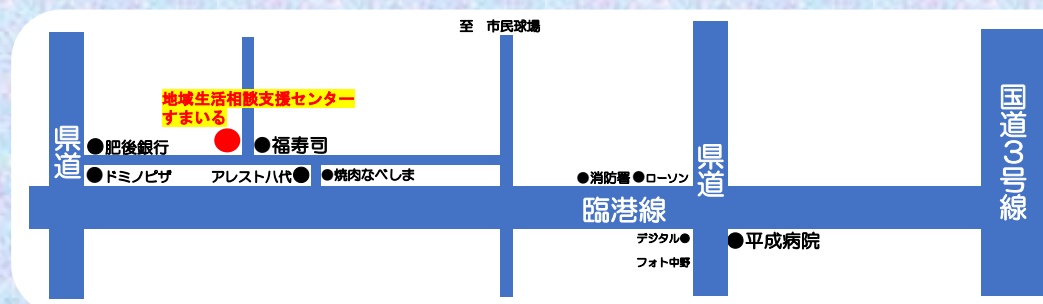 至　市民球場
地域生活相談支援センター
すまいる
県道
●肥後銀行
●福寿司
●ドミノピザ
アレスト八代●
●焼肉なべしま
●消防署
●ローソン
県道
臨港線
国道3号線
デジタル●
フォト中野
●平成病院